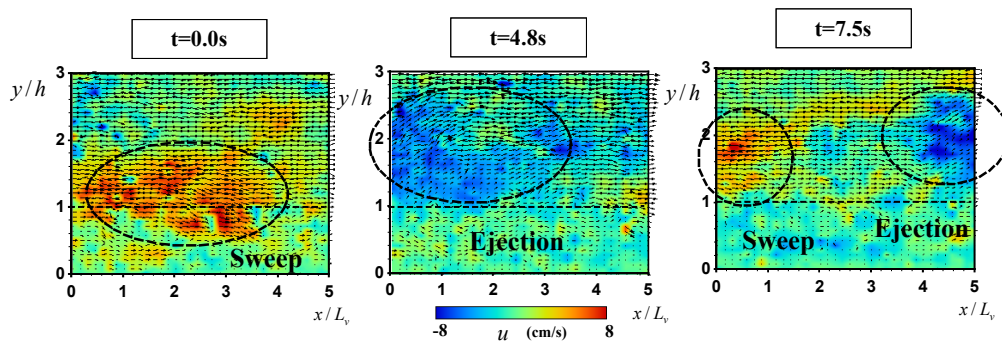 t=0.0s
t=4.8s
t=7.5s
y/h
3
2
1
0
Sweep
0 1 2 3 4 5
x/L_v
y/h
3
2
1
0
Ejection
0 1 2 3 4 5
x/L_v
-8 u (cm/s) 8
y/h
3
2
1
0
Sweep
Ejection
0 1 2 3 4 5
x/L_v